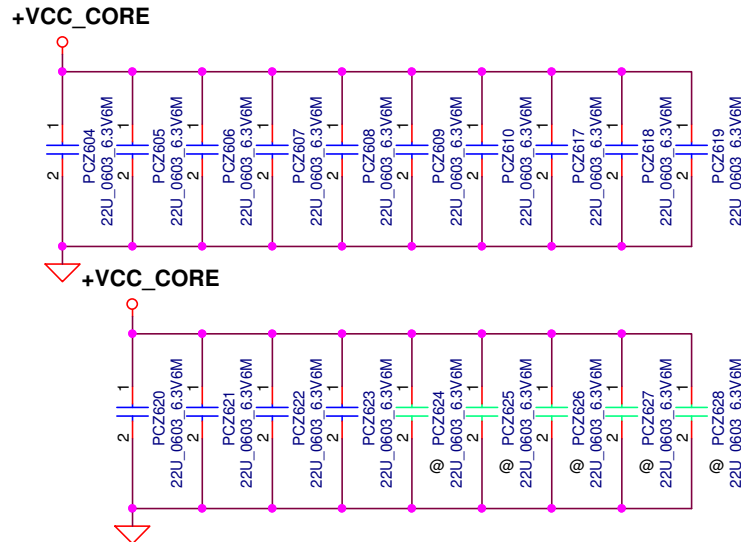 +VCC_CORE
1
2
PCZ604
22U_0603_6.3V6M
1
2
PCZ605
22U_0603_6.3V6M
1
2
PCZ606
22U_0603_6.3V6M
1
2
PCZ607
22U_0603_6.3V6M
1
2
PCZ608
22U_0603_6.3V6M
1
2
PCZ609
22U_0603_6.3V6M
1
2
PCZ610
22U_0603_6.3V6M
1
2
PCZ617
22U_0603_6.3V6M
1
2
PCZ618
22U_0603_6.3V6M
1
2
PCZ619
22U_0603_6.3V6M
+VCC_CORE
1
2
PCZ620
22U_0603_6.3V6M
1
2
PCZ621
22U_0603_6.3V6M
1
2
PCZ622
22U_0603_6.3V6M
1
2
PCZ623
22U_0603_6.3V6M
1
2
@
PCZ624
22U_0603_6.3V6M
1
2
@
PCZ625
22U_0603_6.3V6M
1
2
@
PCZ626
22U_0603_6.3V6M
1
2
@
PCZ627
22U_0603_6.3V6M
1
2
@
PCZ628
22U_0603_6.3V6M